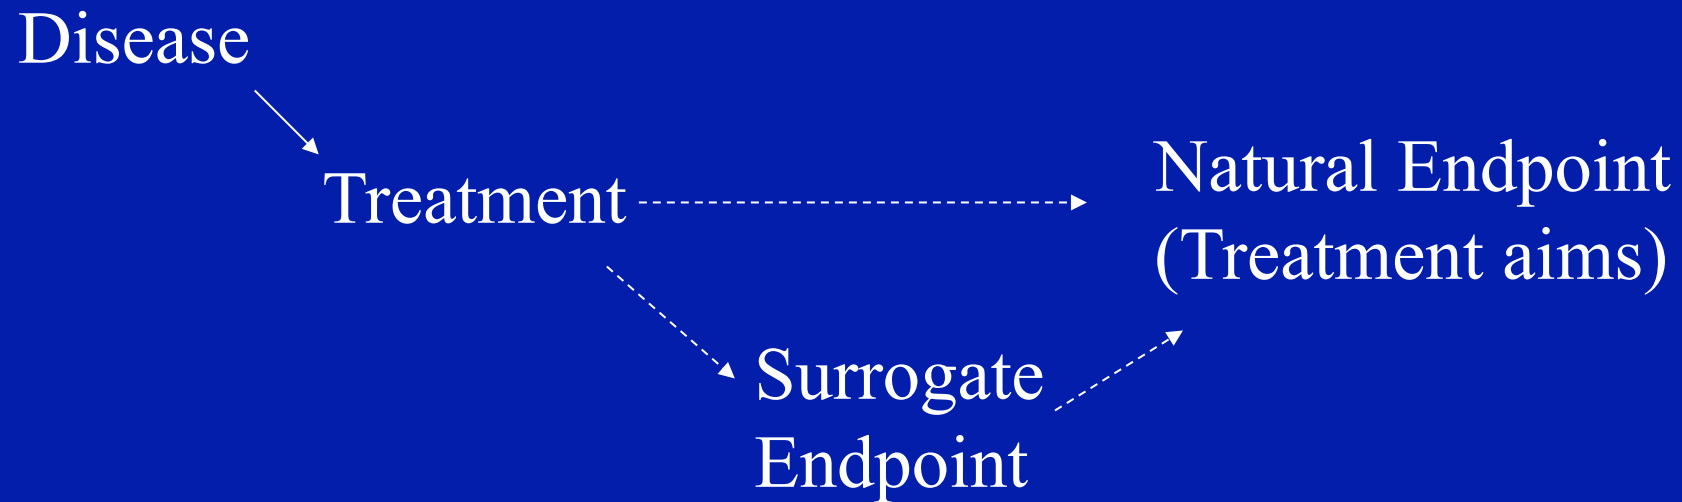 Disease
Treatment
Natural Endpoint
(Treatment aims)
Surrogate
Endpoint